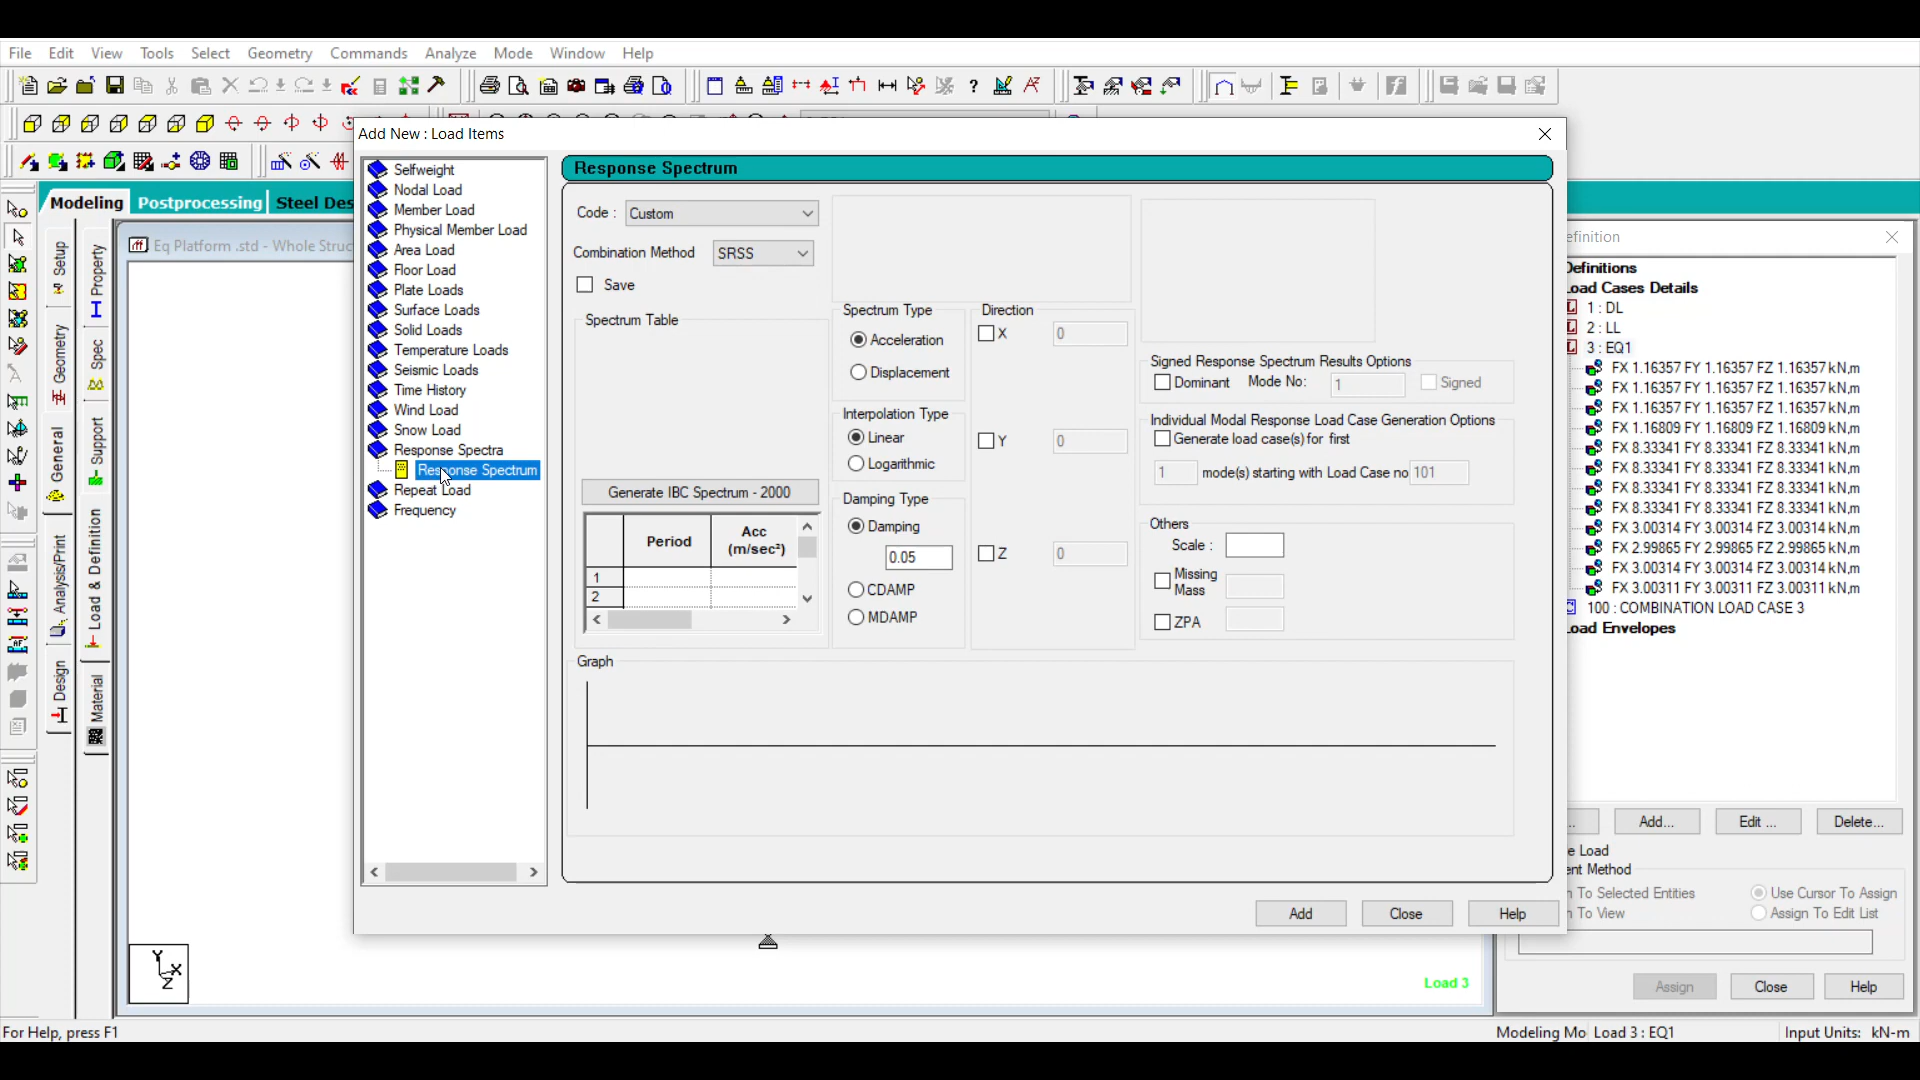 File Edit View Tools Select Geometry Commands Analyze Mode Window Help
Add New : Load Items
Modeling Postprocessing Steel Des
Eq Platform .std - Whole Struc
Setup
Geometry
General
Analysis/Print
Design
Property
Spec
Support
Load & Definition
Material
Selfweight
Nodal Load
Member Load
Physical Member Load
Area Load
Floor Load
Plate Loads
Surface Loads
Solid Loads
Temperature Loads
Seismic Loads
Time History
Wind Load
Snow Load
Response Spectra
Response Spectrum
Repeat Load
Frequency
Response Spectrum
Code : Custom
Combination Method SRSS
Save
Spectrum Table
Generate IBC Spectrum - 2000
Period Acc (m/sec²)
1
2
Spectrum Type
Acceleration
Displacement
Interpolation Type
Linear
Logarithmic
Damping Type
Damping
0.05
CDAMP
MDAMP
Direction
X 0
Y 0
Z 0
Signed Response Spectrum Results Options
Dominant Mode No: 1 Signed
Individual Modal Response Load Case Generation Options
Generate load case(s) for first
1 mode(s) starting with Load Case no 101
Others
Scale :
Missing
Mass
ZPA
Graph
Add Close Help
efinition
Definitions
Load Cases Details
1 : DL
2 : LL
3 : EQ1
FX 1.16357 FY 1.16357 FZ 1.16357 kN,m
FX 1.16357 FY 1.16357 FZ 1.16357 kN,m
FX 1.16357 FY 1.16357 FZ 1.16357 kN,m
FX 1.16809 FY 1.16809 FZ 1.16809 kN,m
FX 8.33341 FY 8.33341 FZ 8.33341 kN,m
FX 8.33341 FY 8.33341 FZ 8.33341 kN,m
FX 8.33341 FY 8.33341 FZ 8.33341 kN,m
FX 8.33341 FY 8.33341 FZ 8.33341 kN,m
FX 3.00314 FY 3.00314 FZ 3.00314 kN,m
FX 2.99865 FY 2.99865 FZ 2.99865 kN,m
FX 3.00314 FY 3.00314 FZ 3.00314 kN,m
FX 3.00311 FY 3.00311 FZ 3.00311 kN,m
100 : COMBINATION LOAD CASE 3
Load Envelopes
... Add... Edit ... Delete...
e Load
ent Method
To Selected Entities Use Cursor To Assign
To View Assign To Edit List
Assign Close Help
Y
X
Z
Load 3
For Help, press F1 Modeling Mo Load 3 : EQ1 Input Units: kN-m